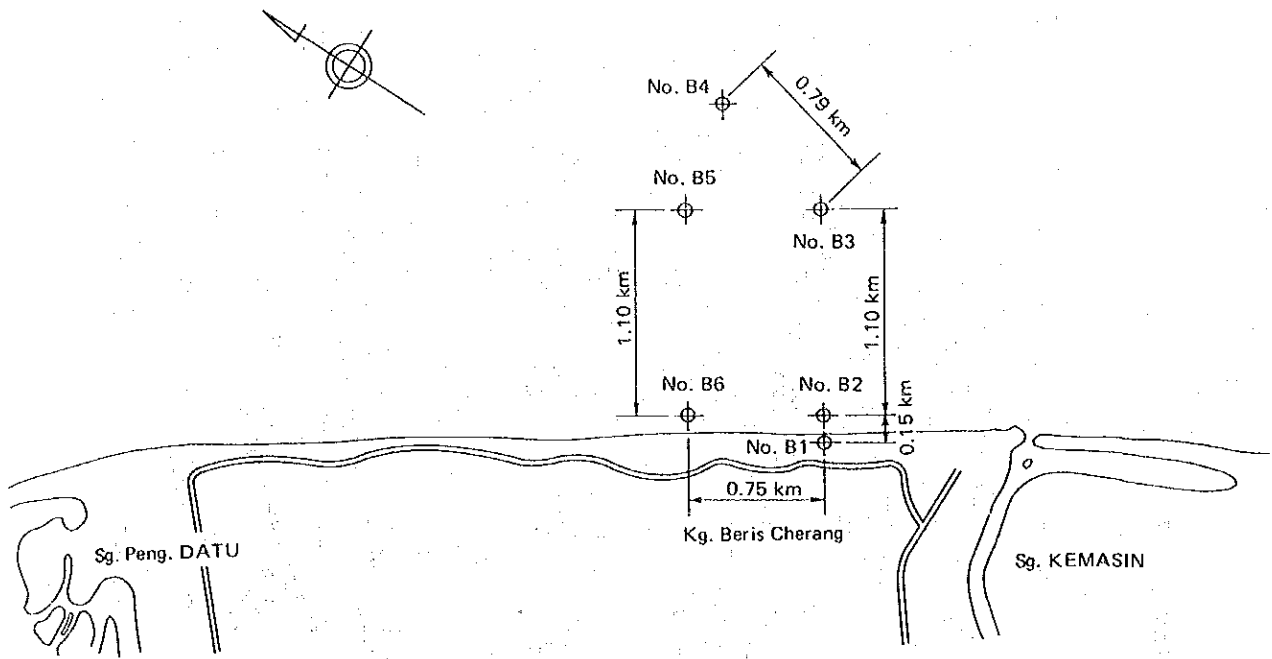 No. B4
0.79 km
No. B5
No. B3
1.10 km
1.10 km
No. B6
No. B2
0.15 km
No. B1
0.75 km
Kg. Beris Cherang
Sg. Peng. DATU
Sg. KEMASIN